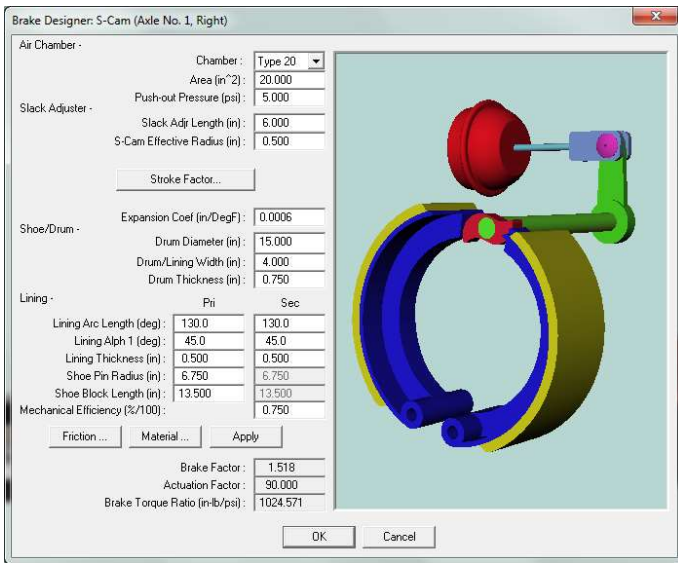 Brake Designer: S-Cam (Axle No. 1, Right)
Air Chamber -
Chamber : Type 20
Area (in^2) : 20.000
Push-out Pressure (psi) : 5.000
Slack Adjuster -
Slack Adjr Length (in) : 6.000
S-Cam Effective Radius (in) : 0.500
Stroke Factor...
Expansion Coef (in/DegF) : 0.0006
Shoe/Drum -
Drum Diameter (in) : 15.000
Drum/Lining Width (in) : 4.000
Drum Thickness (in) : 0.750
Lining - Pri Sec
Lining Arc Length (deg) : 130.0 130.0
Lining Alph 1 (deg) : 45.0 45.0
Lining Thickness (in) : 0.500 0.500
Shoe Pin Radius (in) : 6.750 6.750
Shoe Block Length (in) : 13.500 13.500
Mechanical Efficiency (%/100) : 0.750
Friction ... Material ... Apply
Brake Factor : 1.518
Actuation Factor : 90.000
Brake Torque Ratio (in-lb/psi) : 1024.571
OK Cancel